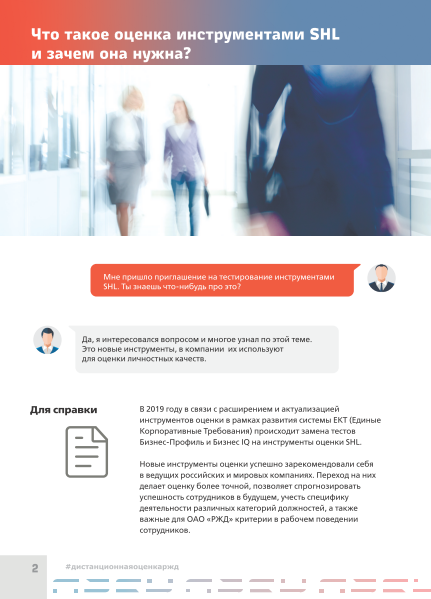 Что такое оценка инструментами SHL
и зачем она нужна?
Мне пришло приглашение на тестирование инструментами
SHL. Ты знаешь что-нибудь про это?
Да, я интересовался вопросом и многое узнал по этой теме.
Это новые инструменты, в компании их используют
для оценки личностных качеств.
Для справки
В 2019 году в связи с расширением и актуализацией
инструментов оценки в рамках развития системы ЕКТ (Единые
Корпоративные Требования) происходит замена тестов
Бизнес-Профиль и Бизнес IQ на инструменты оценки SHL.
Новые инструменты оценки успешно зарекомендовали себя
в ведущих российских и мировых компаниях. Переход на них
делает оценку более точной, позволяет спрогнозировать
успешность сотрудников в будущем, учесть специфику
деятельности различных категорий должностей, а также
важные для ОАО «РЖД» критерии в рабочем поведении
сотрудников.
2
#дистанционнаяоценкаржд